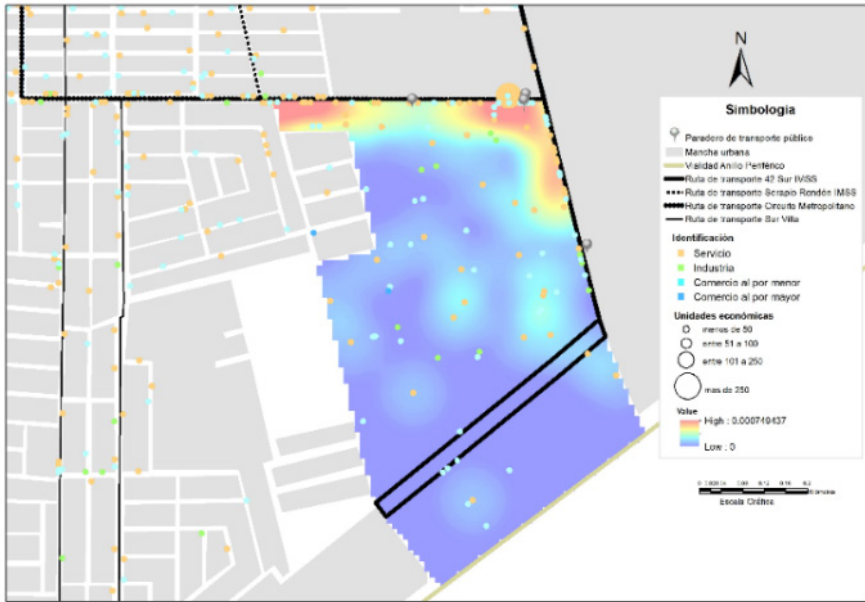 N
Simbología
Paradero de transporte público
Mancha urbana
Vialidad Anillo Periférico
Ruta de transporte 42 Sur IMSS
Ruta de transporte Serapio Rendón IMSS
Ruta de transporte Circuito Metropolitano
Ruta de transporte Sur Villa
Identificación
Servicio
Industria
Comercio al por menor
Comercio al por mayor
Unidades económicas
menos de 50
entre 51 a 100
entre 101 a 250
mas de 250
Value
High : 0.000749437
Low : 0
Escala Gráfica